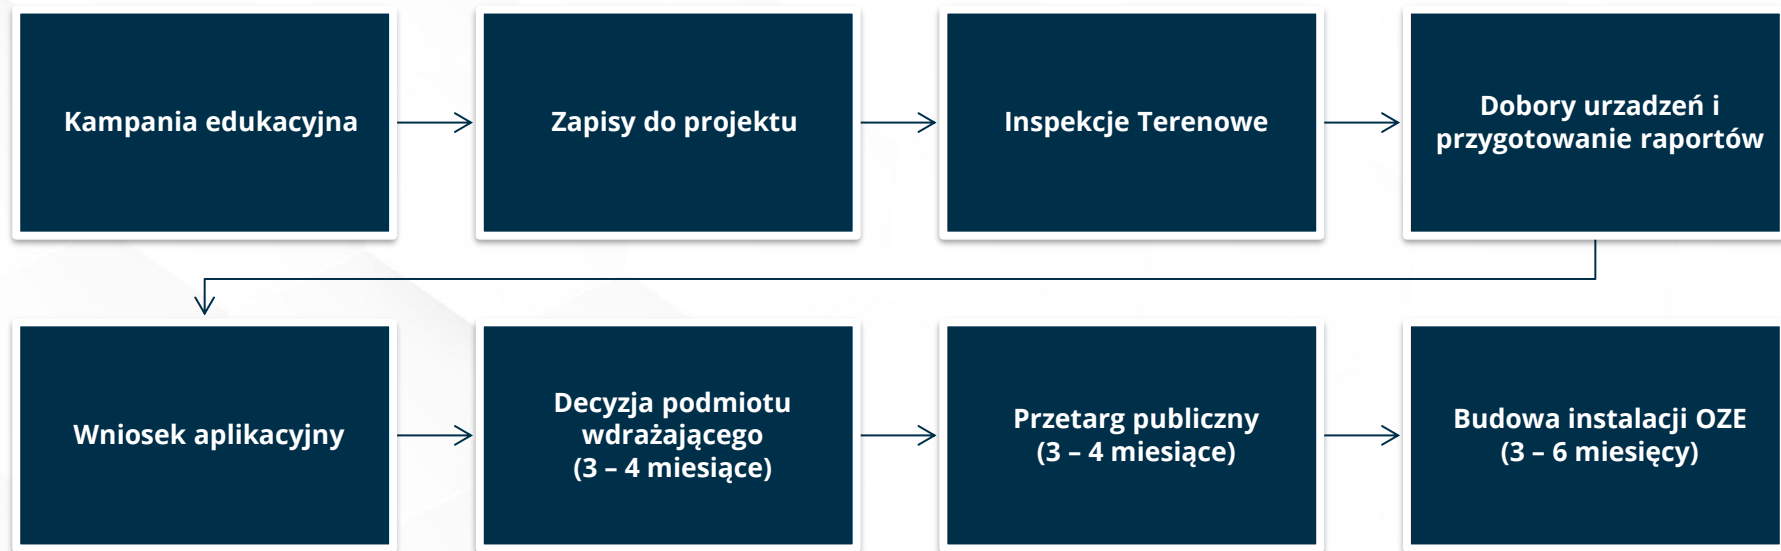 Kampania edukacyjna
Zapisy do projektu
Inspekcje Terenowe
Dobory urzadzeń i
przygotowanie raportów
Wniosek aplikacyjny
Decyzja podmiotu
wdrażającego
(3 – 4 miesiące)
Przetarg publiczny
(3 – 4 miesiące)
Budowa instalacji OZE
(3 – 6 miesięcy)